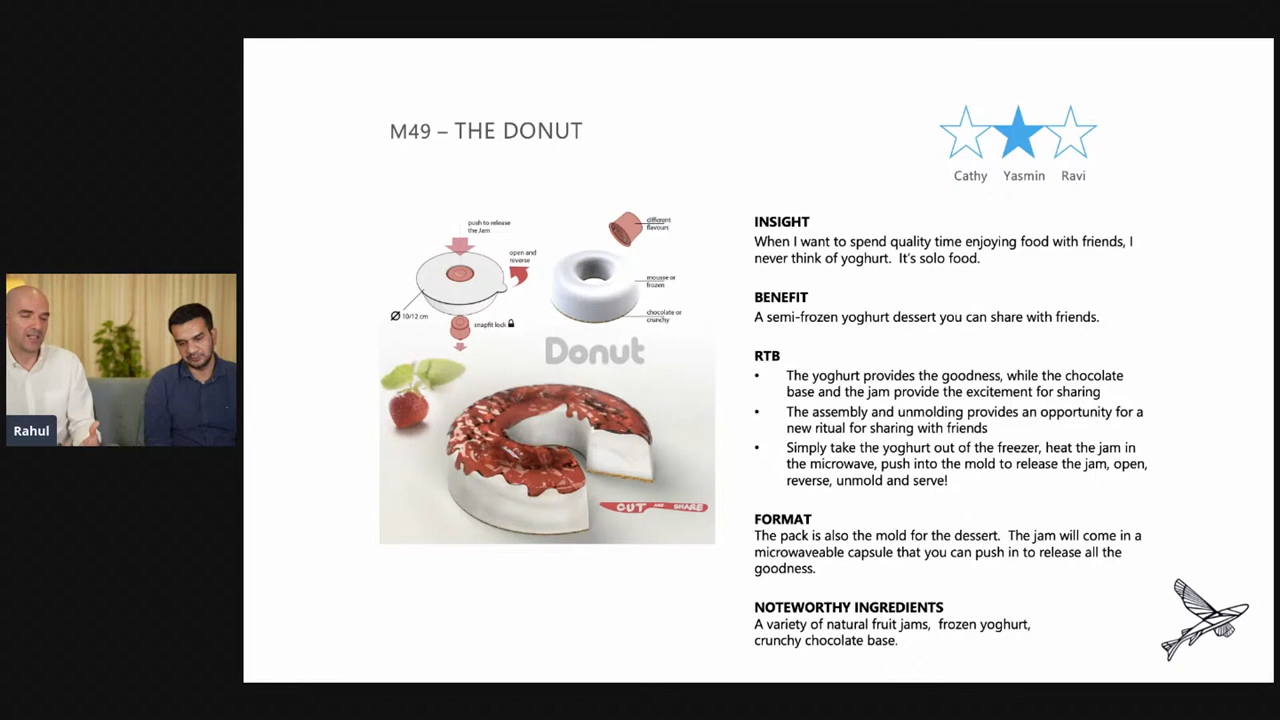 M49 – THE DONUT
Cathy Yasmin Ravi
push to release
the Jam
open and
reverse
Ø 10/12 cm
snapfit lock
different
flavours
mousse or
frozen
chocolate or
crunchy
Donut
CUT AND SHARE
INSIGHT
When I want to spend quality time enjoying food with friends, I
never think of yoghurt. It's solo food.
BENEFIT
A semi-frozen yoghurt dessert you can share with friends.
RTB
• The yoghurt provides the goodness, while the chocolate
base and the jam provide the excitement for sharing
• The assembly and unmolding provides an opportunity for a
new ritual for sharing with friends
• Simply take the yoghurt out of the freezer, heat the jam in
the microwave, push into the mold to release the jam, open,
reverse, unmold and serve!
FORMAT
The pack is also the mold for the dessert. The jam will come in a
microwaveable capsule that you can push in to release all the
goodness.
NOTEWORTHY INGREDIENTS
A variety of natural fruit jams, frozen yoghurt,
crunchy chocolate base.
Rahul